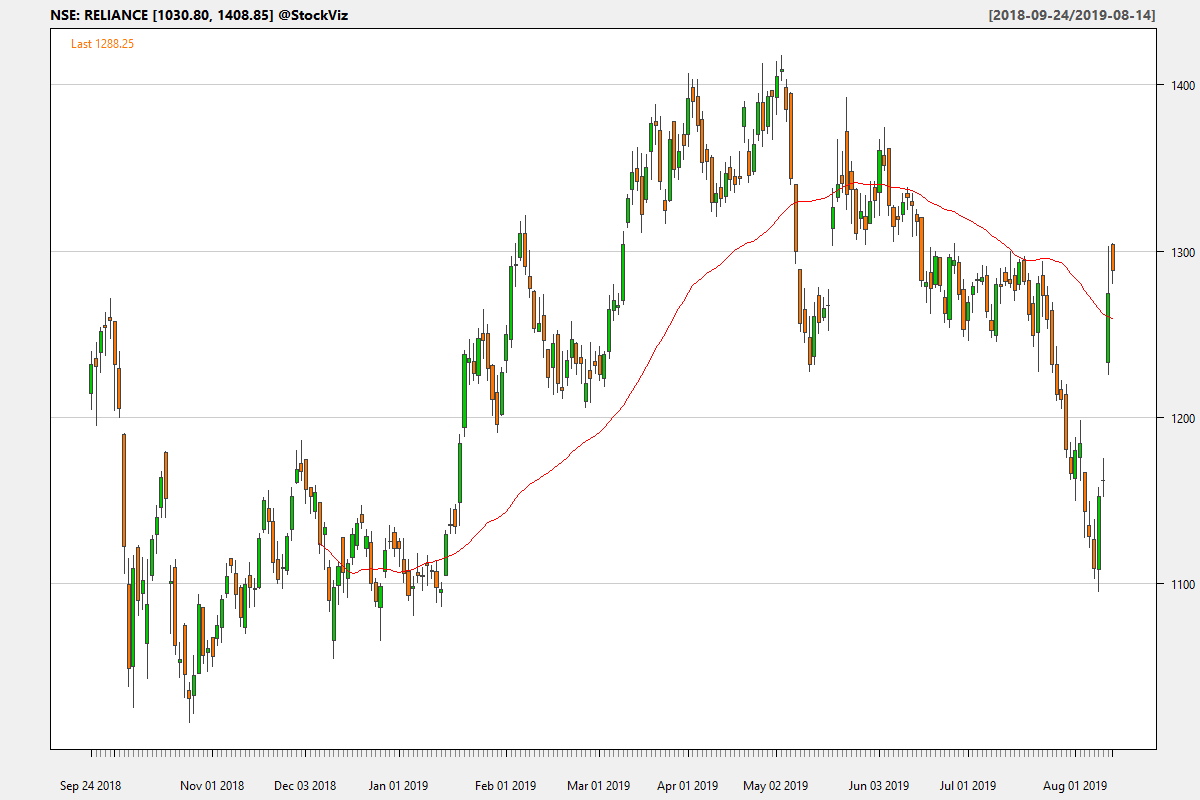 NSE: RELIANCE [1030.80, 1408.85] @StockViz [2018-09-24/2019-08-14]
Last 1288.25
1400
1300
1200
1100
Sep 24 2018 Nov 01 2018 Dec 03 2018 Jan 01 2019 Feb 01 2019 Mar 01 2019 Apr 01 2019 May 02 2019 Jun 03 2019 Jul 01 2019 Aug 01 2019